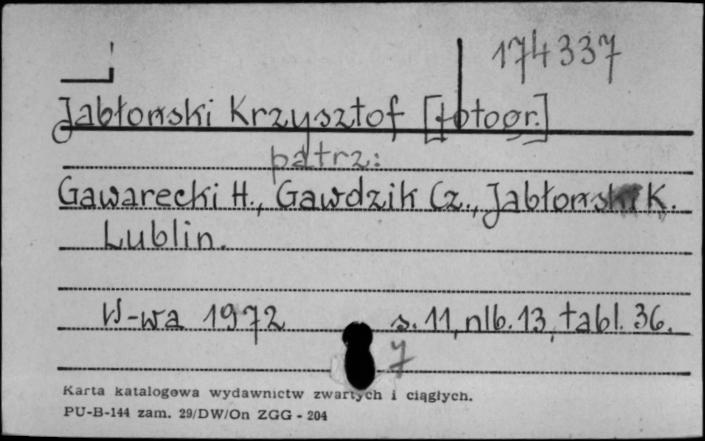 174337
Jabłoński Krzysztof [fotogr.]
patrz:
Gawarecki H., Gawdzik Cz., Jabłoński K.
Lublin.
W-wa 1972 s. 11, nlb. 13, tabl. 36.
7
Karta katalogowa wydawnictw zwartych i ciągłych.
PU-B-144 zam. 29/DW/On ZGG - 204